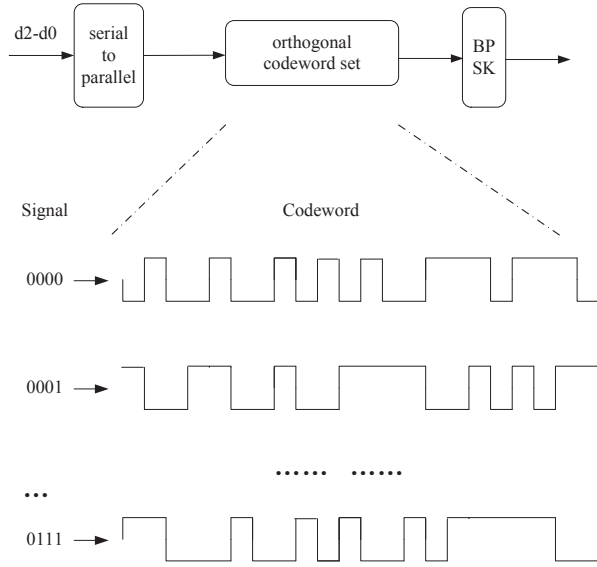 d2-d0
serial
to
parallel
orthogonal
codeword set
BP
SK
Signal
Codeword
0000
0001
...... ......
...
0111